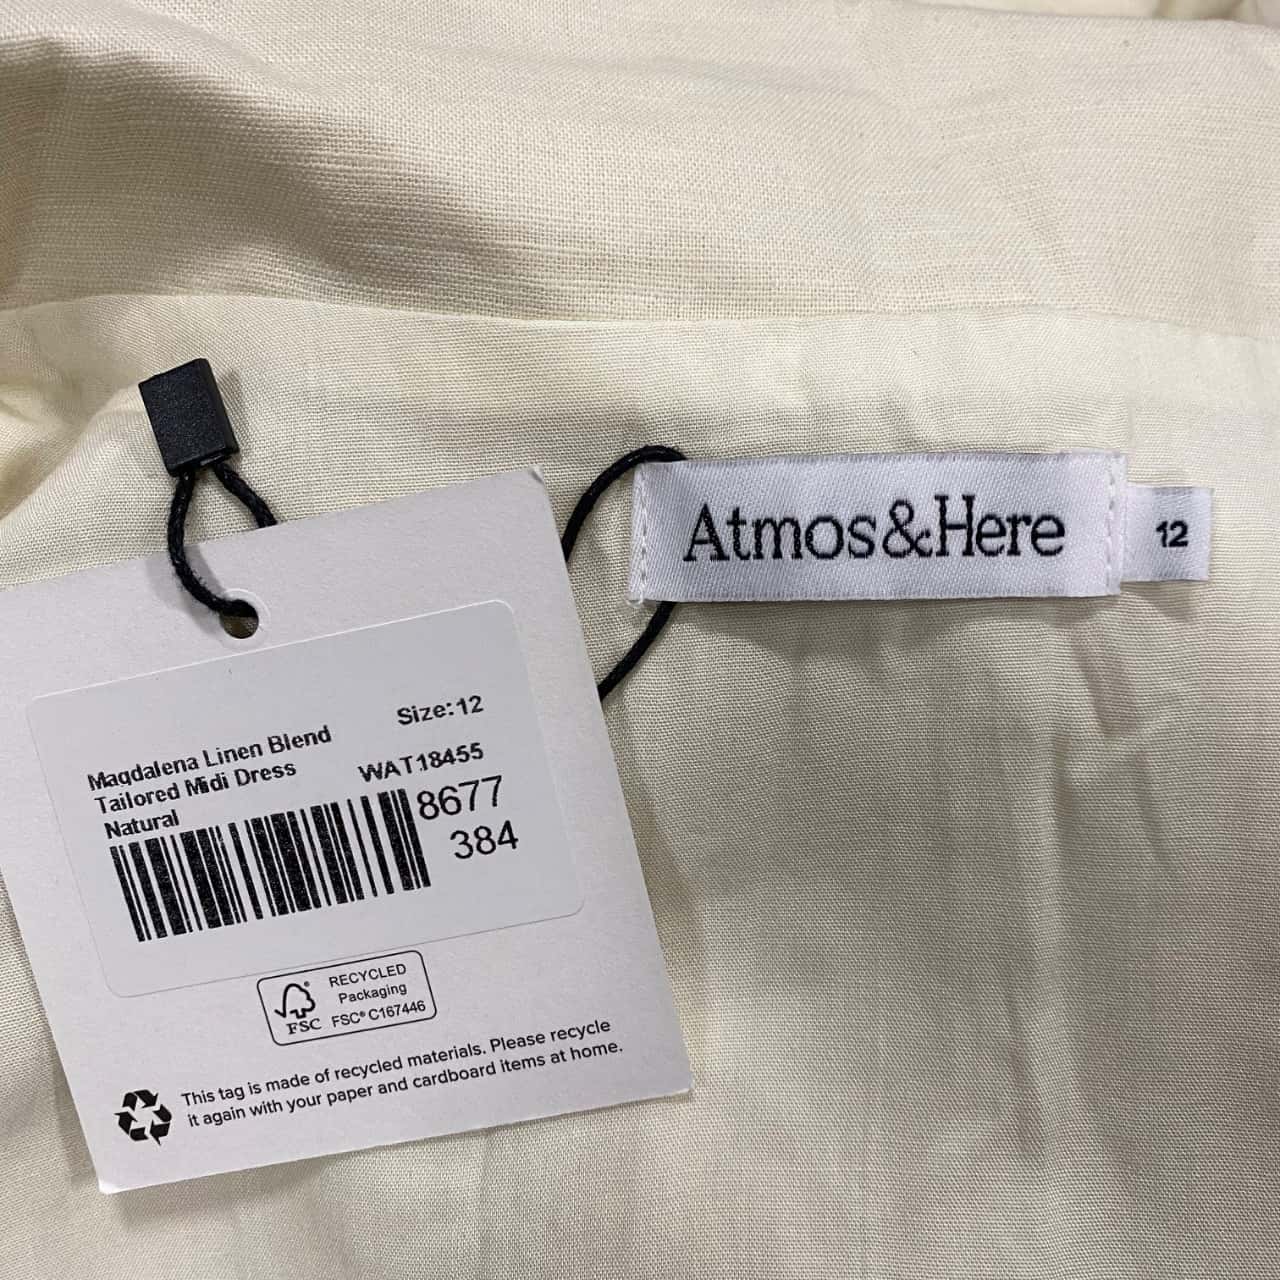 Atmos&Here
12
Size:12
Magdalena Linen Blend
Tailored Midi Dress
WAT18455
Natural
8677
384
RECYCLED
Packaging
FSC® C167446
FSC
This tag is made of recycled materials. Please recycle
it again with your paper and cardboard items at home.